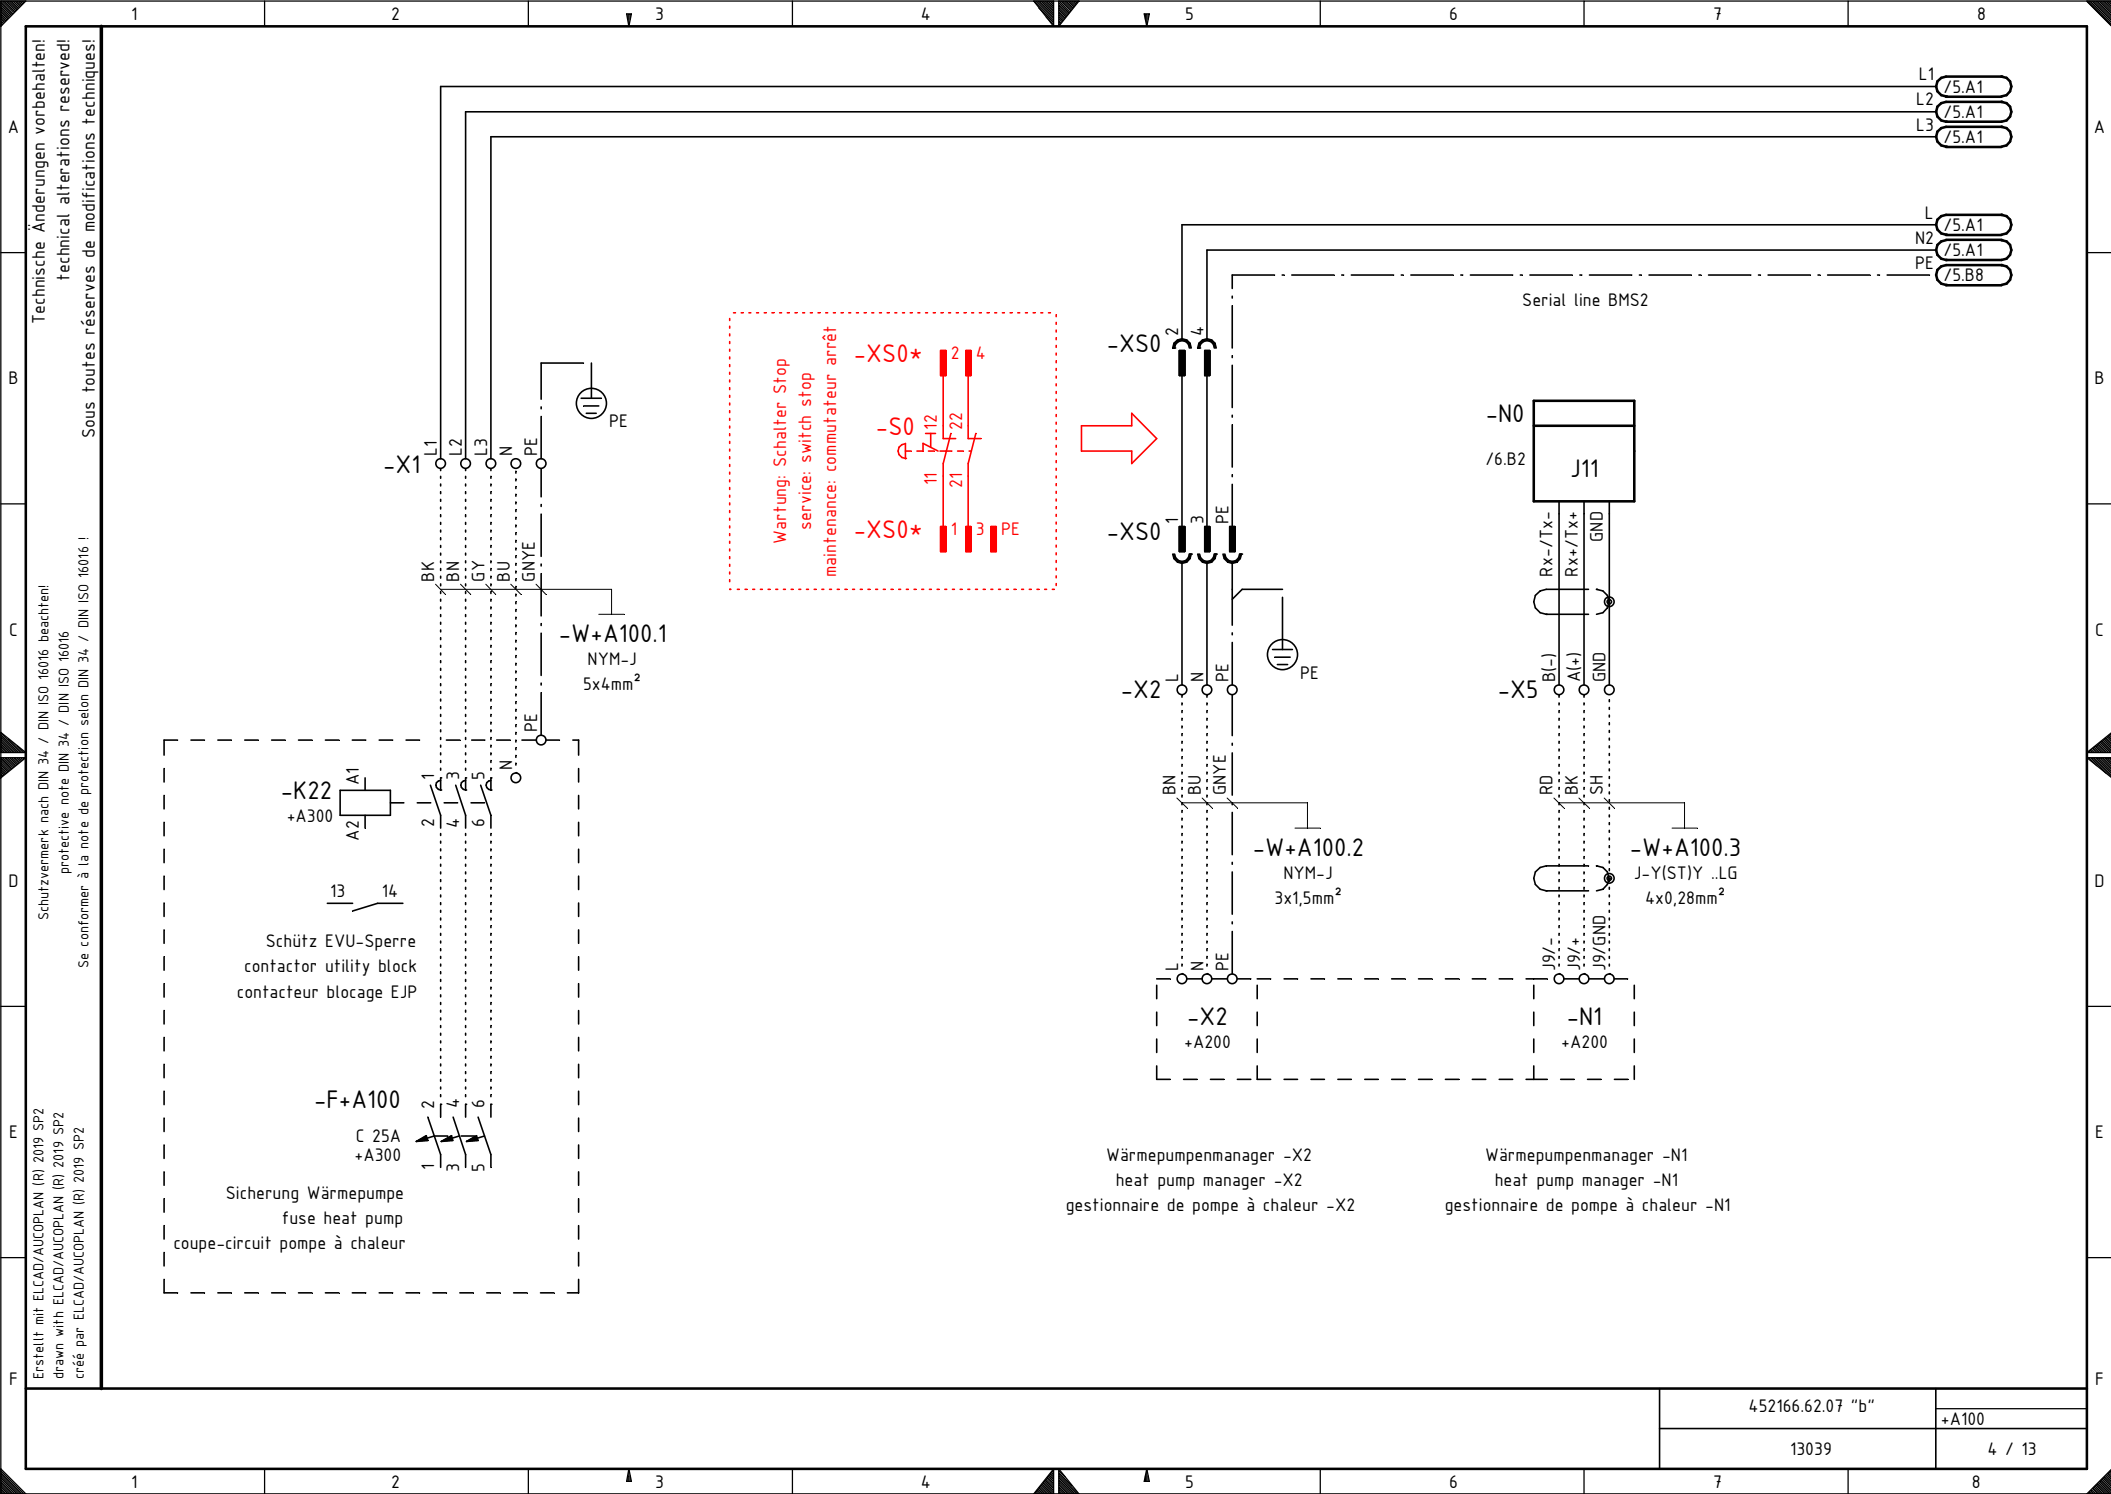 1 2 3 4 5 6 7 8
A
B
C
D
E
F
Technische Änderungen vorbehalten!
technical alterations reserved!
Sous toutes réserves de modifications techniques!
Schutzvermerk nach DIN 34 / DIN ISO 16016 beachten!
protective note DIN 34 / DIN ISO 16016
Se conformer à la note de protection selon DIN 34 / DIN ISO 16016 !
Erstellt mit ELCAD/AUCOPLAN (R) 2019 SP2
drawn with ELCAD/AUCOPLAN (R) 2019 SP2
créé par ELCAD/AUCOPLAN (R) 2019 SP2
L1 /5.A1
L2 /5.A1
L3 /5.A1
L /5.A1
N2 /5.A1
PE /5.B8
Serial line BMS2
PE
-X1 L1 L2 L3 N PE
BK BN GY BU GNYE
-W+A100.1
NYM-J
5x4mm²
PE
N
-K22
+A300
A1
A2
1 3 5
2 4 6
13 14
Schütz EVU-Sperre
contactor utility block
contacteur blocage EJP
-F+A100
C 25A
+A300
2 4 6
1 3 5
Sicherung Wärmepumpe
fuse heat pump
coupe-circuit pompe à chaleur
Wartung: Schalter Stop
service: switch stop
maintenance: commutateur arrêt
-XS0* 2 4
-S0 12 22
11 21
-XS0* 1 3 PE
-XS0 2 4
-XS0 1 3 PE
PE
-X2 L N PE
BN BU GNYE
-W+A100.2
NYM-J
3x1,5mm²
L N PE
-X2
+A200
Wärmepumpenmanager -X2
heat pump manager -X2
gestionnaire de pompe à chaleur -X2
-N0
/6.B2
J11
Rx-/Tx- Rx+/Tx+ GND
-X5 B(-) A(+) GND
RD BK SH
-W+A100.3
J-Y(ST)Y ..LG
4x0,28mm²
J9/- J9/+ J9/GND
-N1
+A200
Wärmepumpenmanager -N1
heat pump manager -N1
gestionnaire de pompe à chaleur -N1
A
B
C
D
E
F
452166.62.07 "b"
+A100
13039
4 / 13
1 2 3 4 5 6 7 8